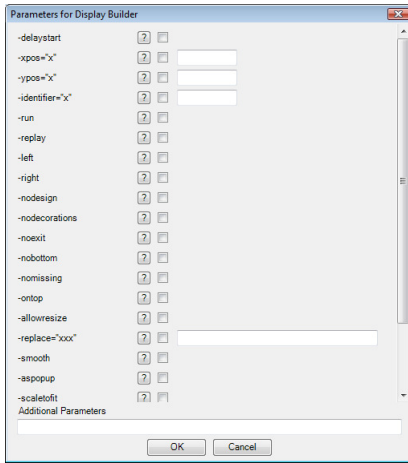 Parameters for Display Builder
-delaystart ?
-xpos="x" ?
-ypos="x" ?
-identifier="x" ?
-run ?
-replay ?
-left ?
-right ?
-nodesign ?
-nodecorations ?
-noexit ?
-nobottom ?
-nomissing ?
-ontop ?
-allowresize ?
-replace="xxx" ?
-smooth ?
-aspopup ?
-scaletofit ?
Additional Parameters
OK Cancel